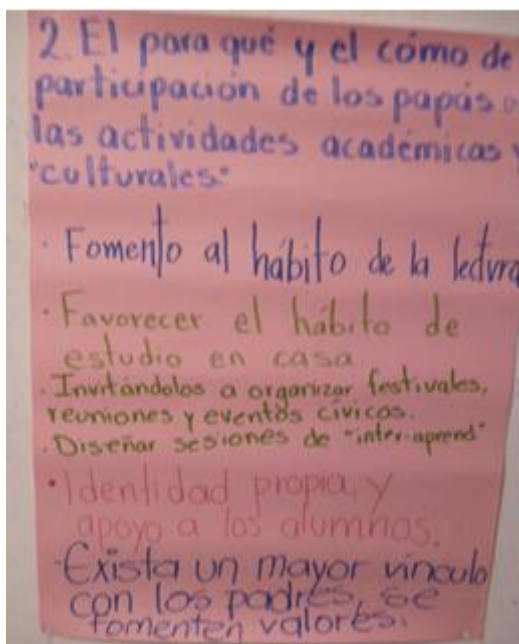 2. El para qué y el cómo de
participación de los papás
las actividades académicas y
"culturales"
· Fomento al hábito de la lectura
· Favorecer el hábito de
estudio en casa
· Invitándolos a organizar festivales,
reuniones y eventos cívicos.
· Diseñar sesiones de "inter-aprend"
· Identidad propia, y
apoyo a los alumnos.
· Exista un mayor vínculo
con los padres, se
fomenten valores.